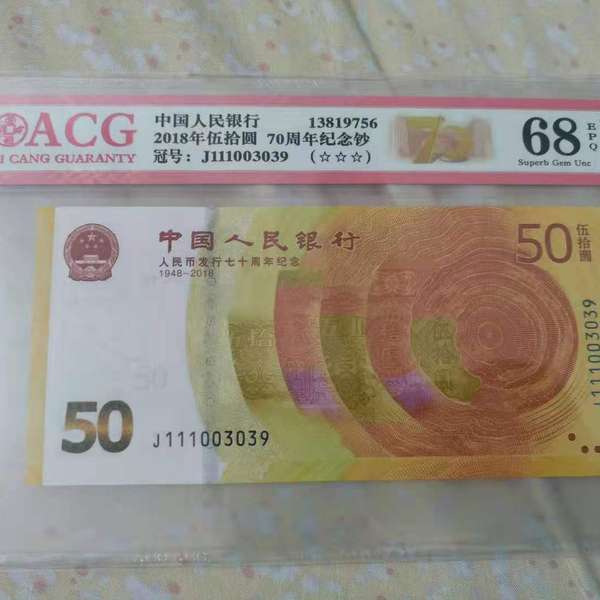 ACG
I CANG GUARANTY
中国人民银行 13819756
2018年伍拾圆 70周年纪念钞
冠号: J111003039 (☆☆☆)
68
EPQ
Superb Gem Unc
中国人民银行
人民币发行七十周年纪念
1948-2018
50
伍拾圆
J111003039
50
J111003039